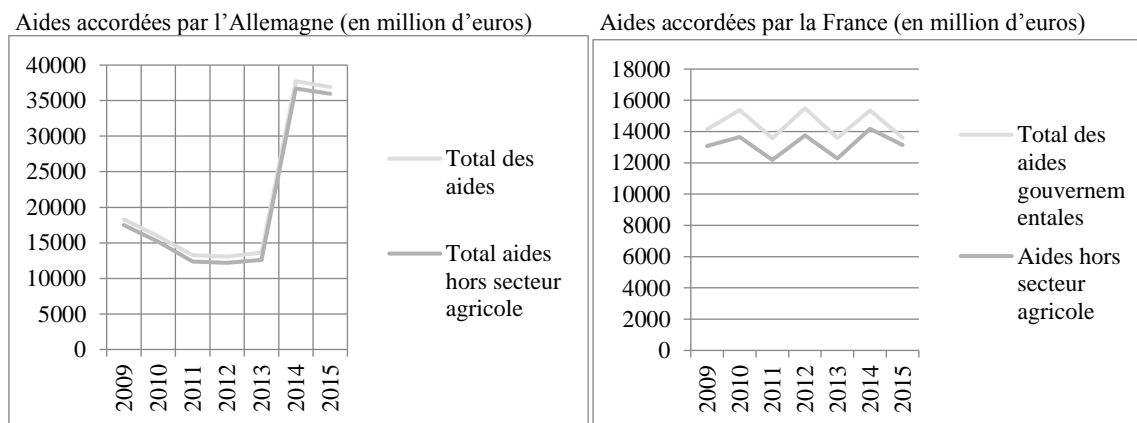 Aides accordées par l’Allemagne (en million d’euros)
40000
35000
30000
25000
20000
15000
10000
5000
0
2009
2010
2011
2012
2013
2014
2015
Total des
aides
Total aides
hors secteur
agricole
Aides accordées par la France (en million d’euros)
18000
16000
14000
12000
10000
8000
6000
4000
2000
0
2009
2010
2011
2012
2013
2014
2015
Total des
aides
gouvernem
entales
Aides hors
secteur
agricole